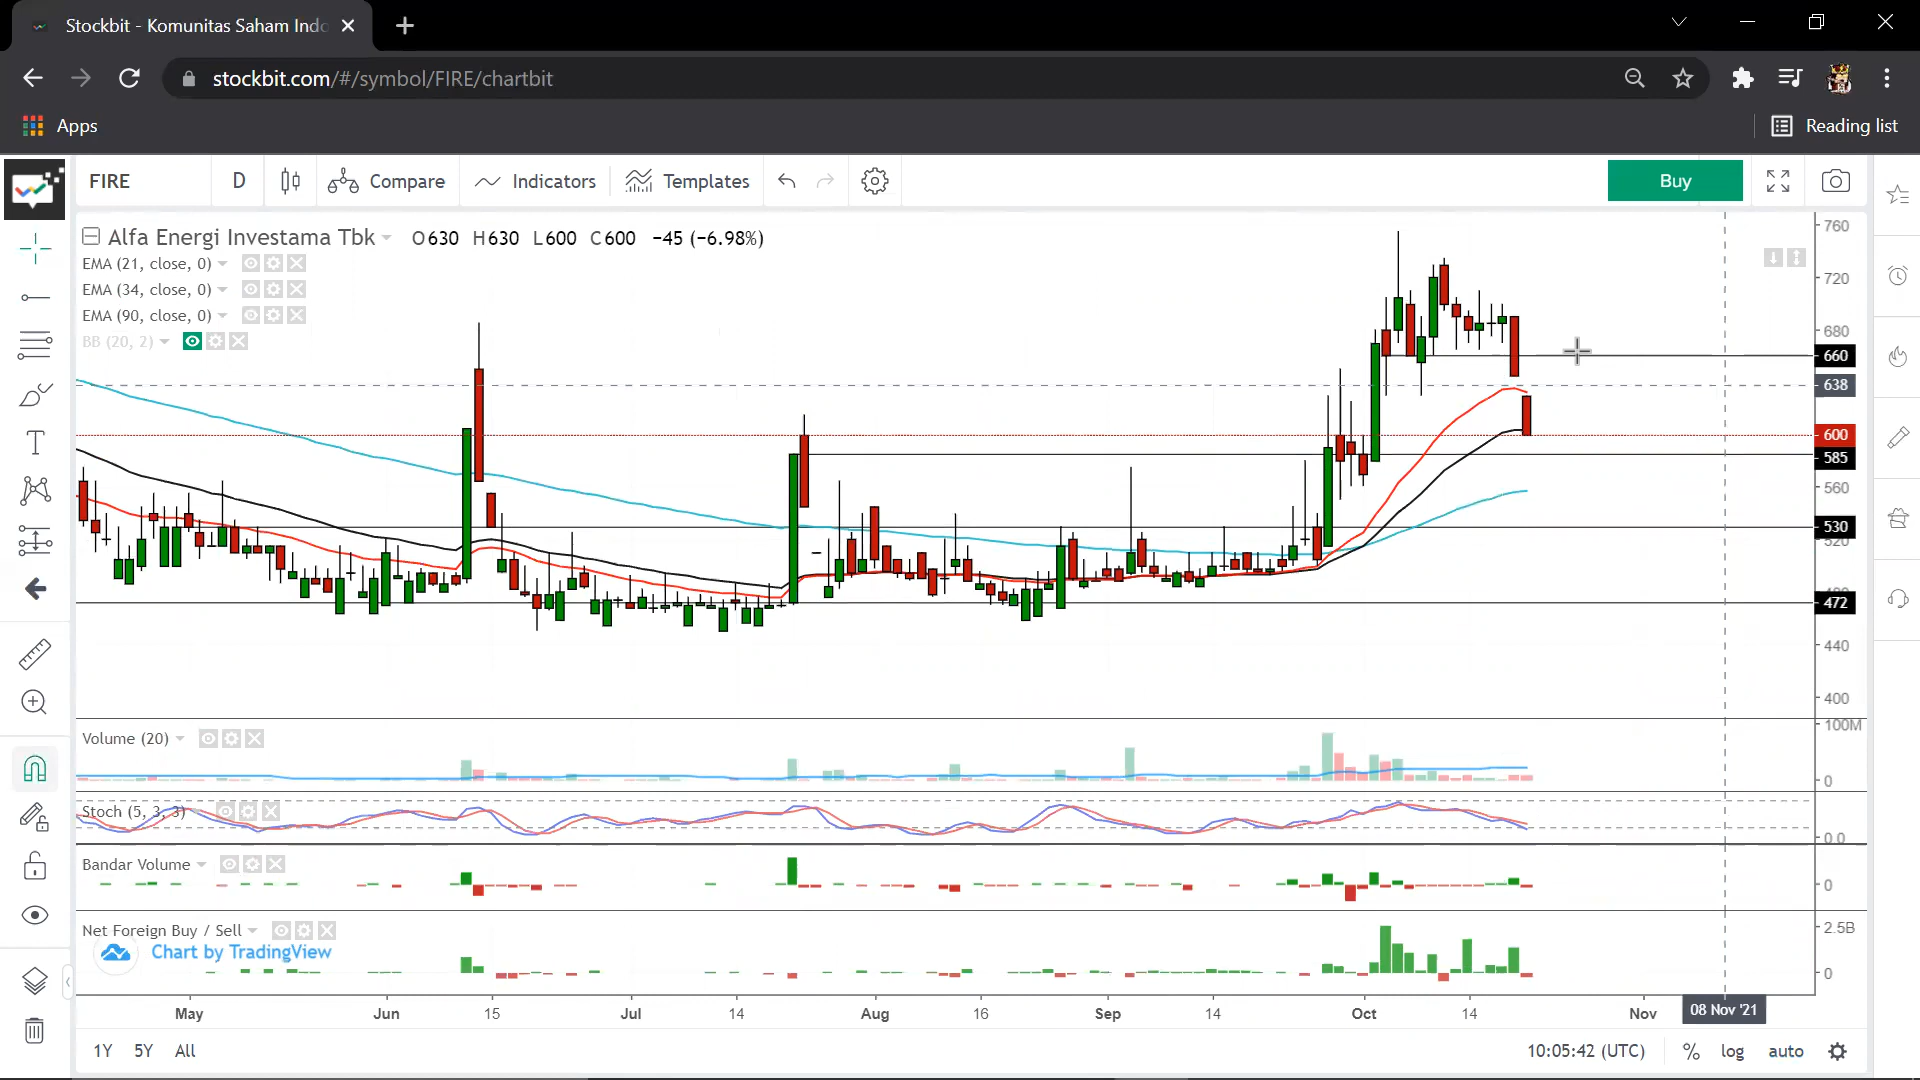 Stockbit - Komunitas Saham Indo
stockbit.com/#/symbol/FIRE/chartbit
Apps
Reading list
FIRE D Compare Indicators Templates Buy
Alfa Energi Investama Tbk O630 H630 L600 C600 −45 (−6.98%)
EMA (21, close, 0)
EMA (34, close, 0)
EMA (90, close, 0)
BB (20, 2)
760
720
680
660
638
600
585
560
530
520
472
440
400
Volume (20)
100M
0
Stoch (5, 3, 3)
0.0
Bandar Volume
0
Net Foreign Buy / Sell
2.5B
Chart by TradingView
0
May Jun 15 Jul 14 Aug 16 Sep 14 Oct 14 Nov 08 Nov '21
1Y 5Y All 10:05:42 (UTC) % log auto